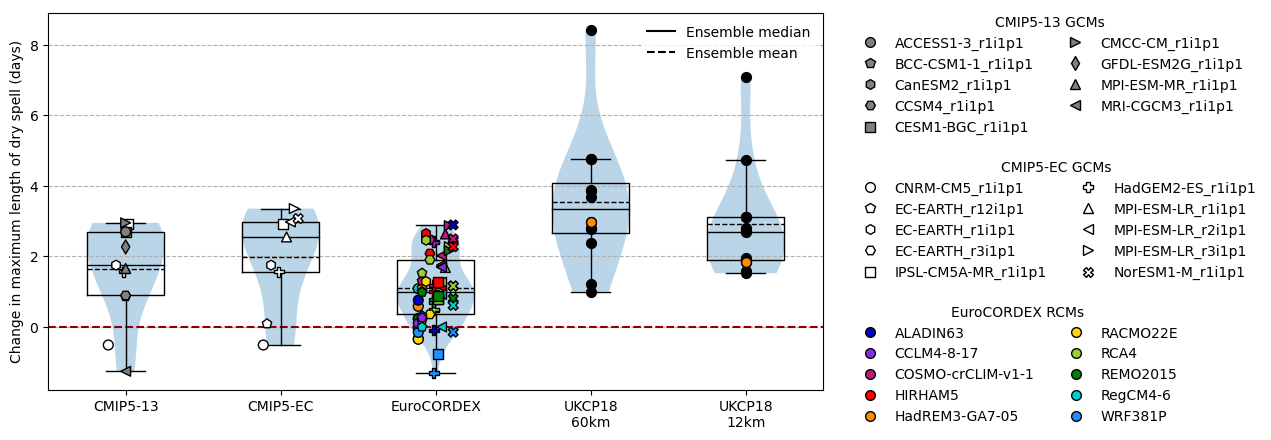 Change in maximum length of dry spell (days)
8
6
4
2
0
Ensemble median
Ensemble mean
CMIP5-13
CMIP5-EC
EuroCORDEX
UKCP18
60km
UKCP18
12km
CMIP5-13 GCMs
ACCESS1-3_r1i1p1
BCC-CSM1-1_r1i1p1
CanESM2_r1i1p1
CCSM4_r1i1p1
CESM1-BGC_r1i1p1
CMCC-CM_r1i1p1
GFDL-ESM2G_r1i1p1
MPI-ESM-MR_r1i1p1
MRI-CGCM3_r1i1p1
CMIP5-EC GCMs
CNRM-CM5_r1i1p1
EC-EARTH_r12i1p1
EC-EARTH_r1i1p1
EC-EARTH_r3i1p1
IPSL-CM5A-MR_r1i1p1
HadGEM2-ES_r1i1p1
MPI-ESM-LR_r1i1p1
MPI-ESM-LR_r2i1p1
MPI-ESM-LR_r3i1p1
NorESM1-M_r1i1p1
EuroCORDEX RCMs
ALADIN63
CCLM4-8-17
COSMO-crCLIM-v1-1
HIRHAM5
HadREM3-GA7-05
RACMO22E
RCA4
REMO2015
RegCM4-6
WRF381P